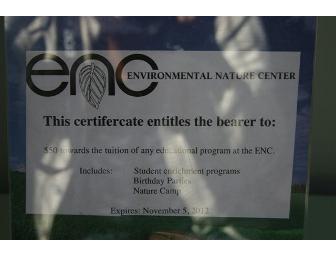 enc ENVIRONMENTAL NATURE CENTER
This certifercate entitles the bearer to:
$50 towards the tuition of any educational program at the ENC.
Includes: Student enrichment programs
Birthday Parties
Nature Camp
Expires: November 5, 2012